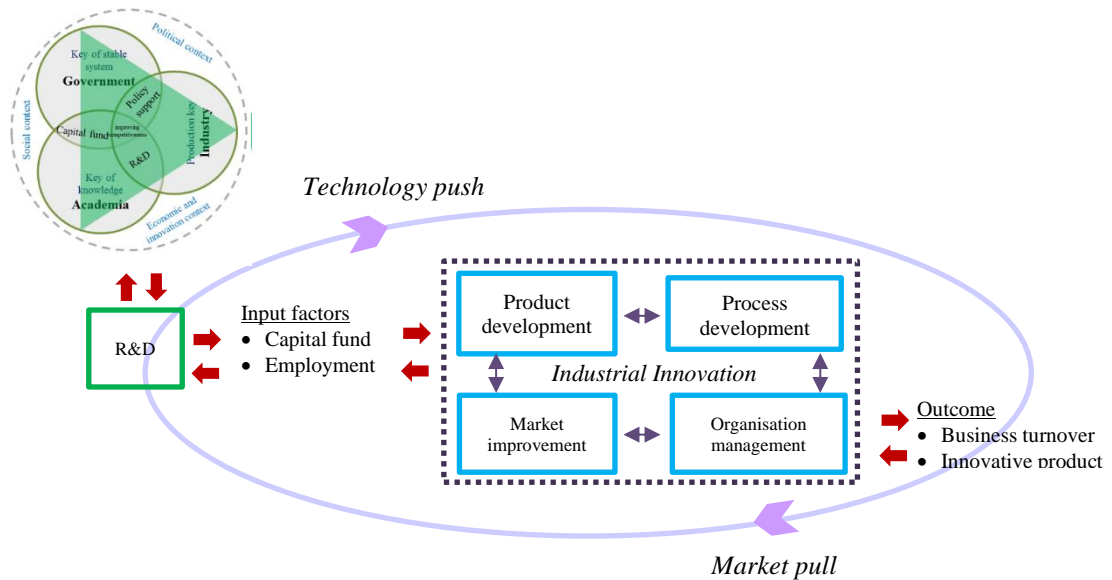 Political context
Social context
Key of stable
system
Government
Policy
support
Capital fund
improving
competitiveness
Production key
Industry
R&D
Key of
knowledge
Academia
Economic and
innovation context
Technology push
R&D
Input factors
• Capital fund
• Employment
Product
development
Process
development
Industrial Innovation
Market
improvement
Organisation
management
Outcome
• Business turnover
• Innovative product
Market pull